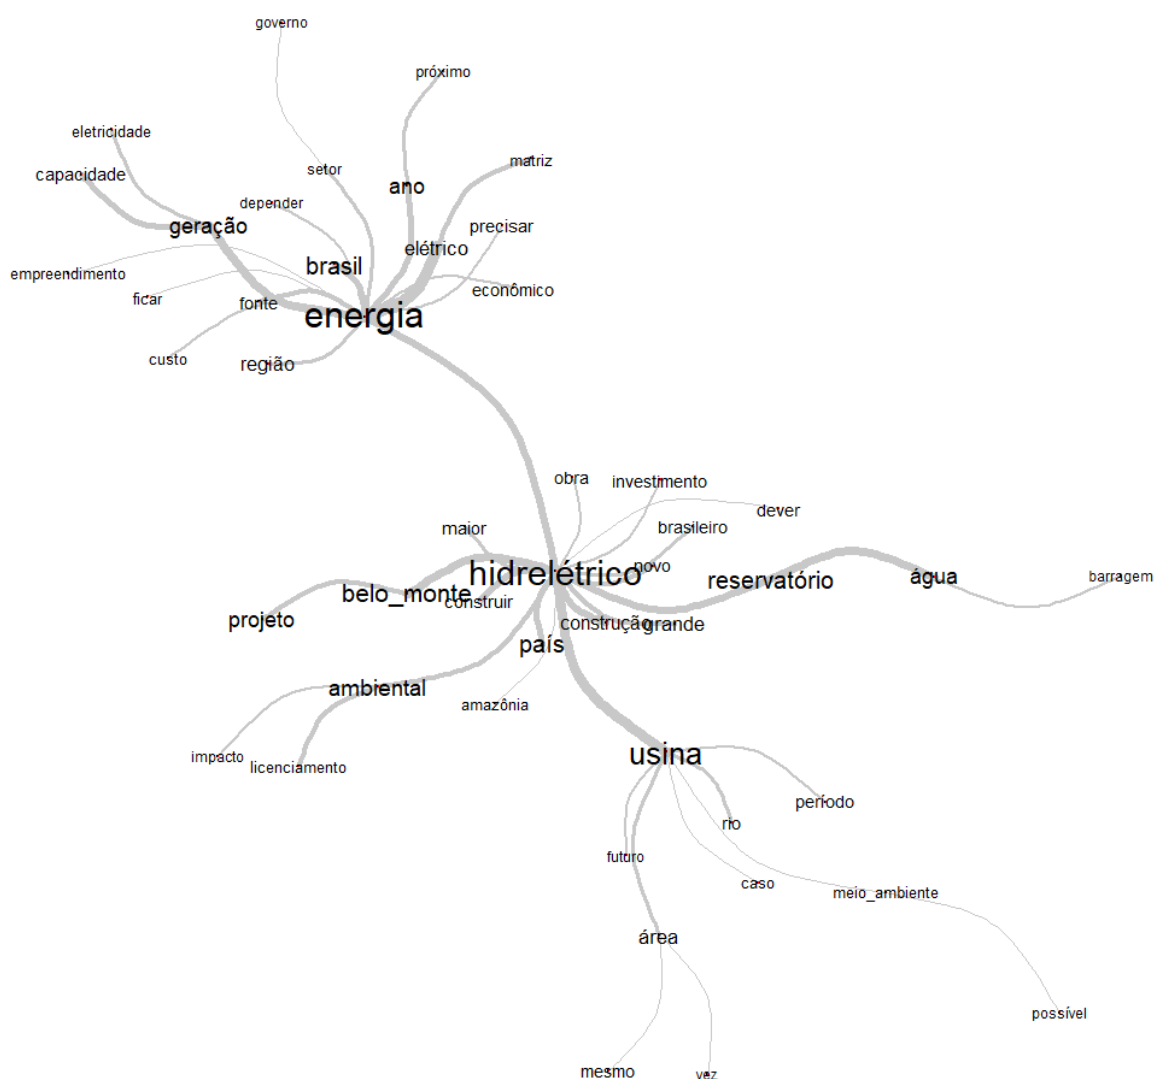 governo
próximo
eletricidade
matriz
capacidade
setor
ano
depender
geração
precisar
elétrico
brasil
empreendimento
econômico
ficar
fonte
energia
custo
região
obra
investimento
dever
maior
brasileiro
novo
hidrelétrico
reservatório
água
barragem
belo_monte
construir
projeto
construção
grande
país
ambiental
amazônia
impacto
licenciamento
usina
período
rio
futuro
caso
meio_ambiente
área
possível
mesmo
vez